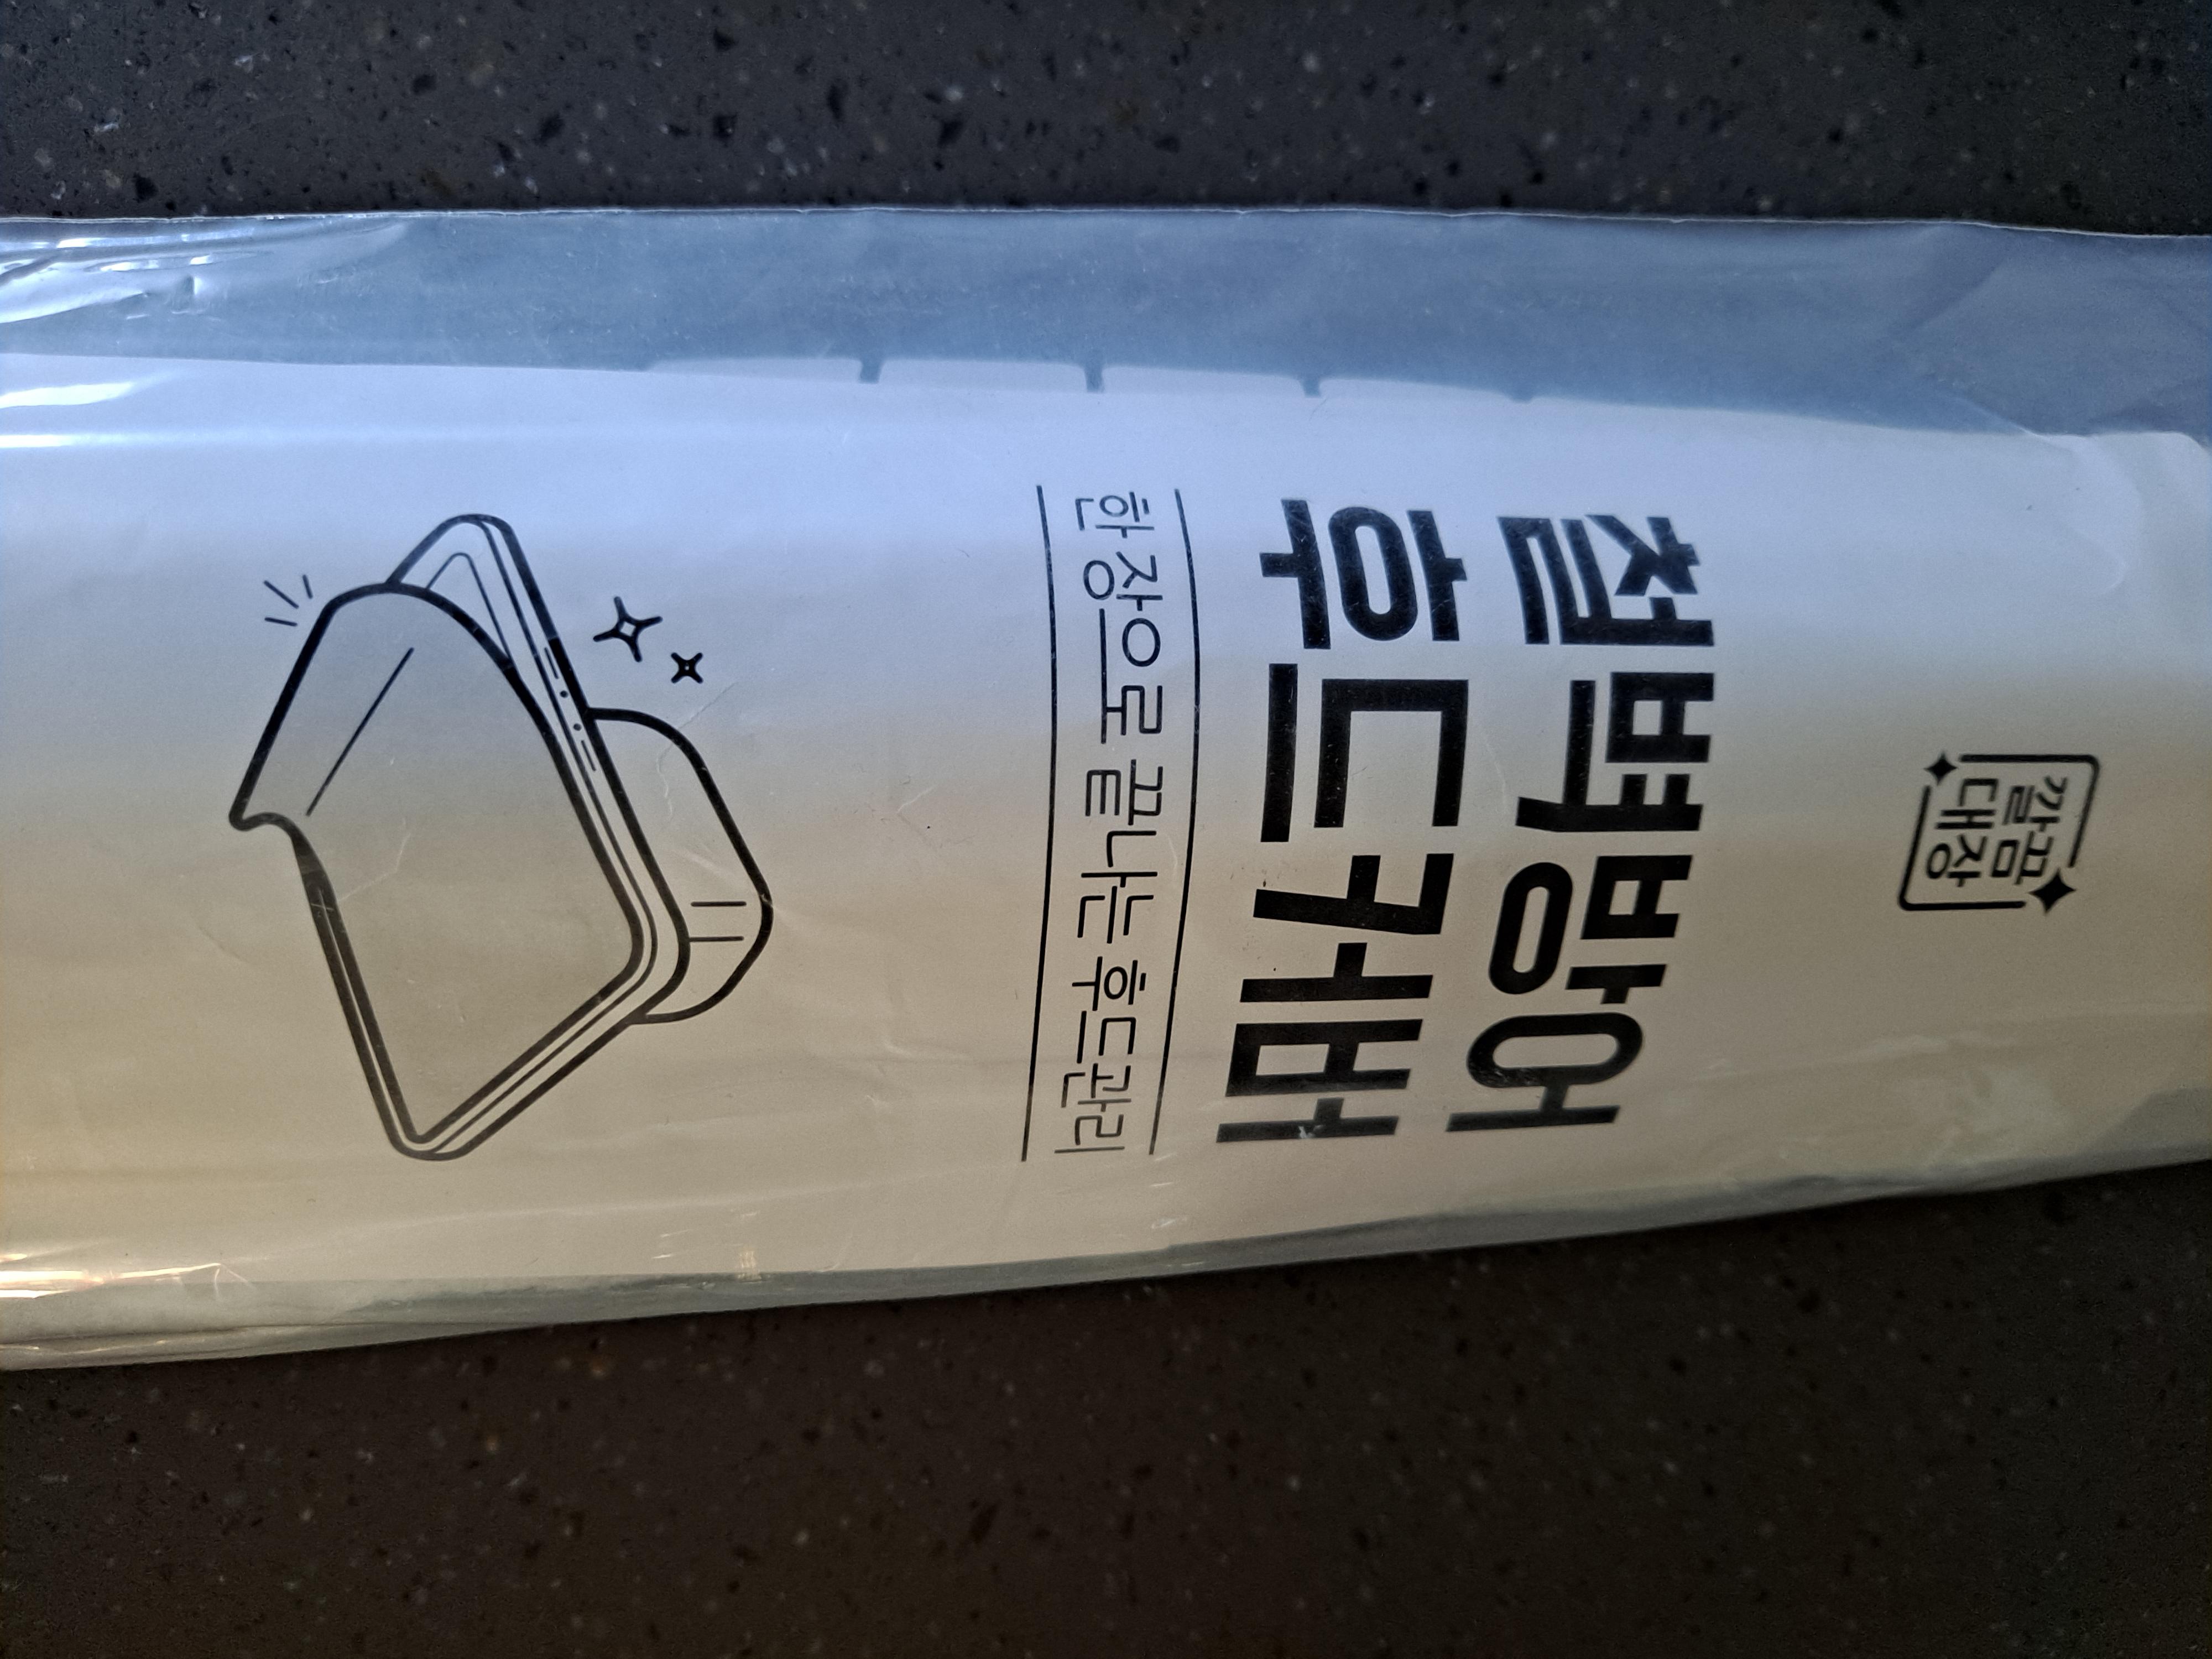 깔끔
대장
철벽방어
후드커버
한장으로 끝나는 후드관리